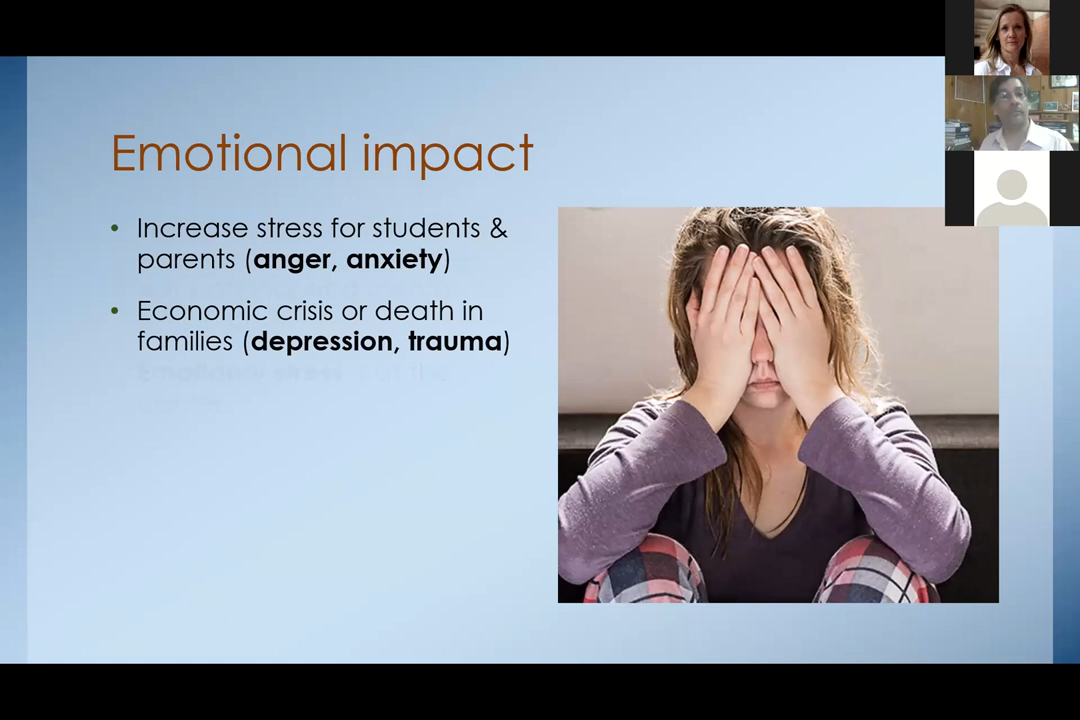 Emotional impact
• Increase stress for students &
parents (anger, anxiety)
• Economic crisis or death in
families (depression, trauma)